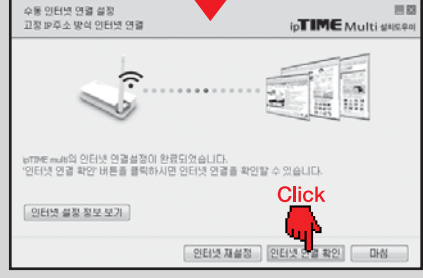 수동 인터넷 연결 설정
고정 IP주소 방식 인터넷 연결
ipTIME Multi 설치도우미
ipTIME multi의 인터넷 연결설정이 완료되었습니다.
'인터넷 연결 확인' 버튼을 클릭하시면 인터넷 연결을 확인할 수 있습니다.
Click
인터넷 설정 정보 보기
인터넷 재설정
인터넷 연결 확인
마침